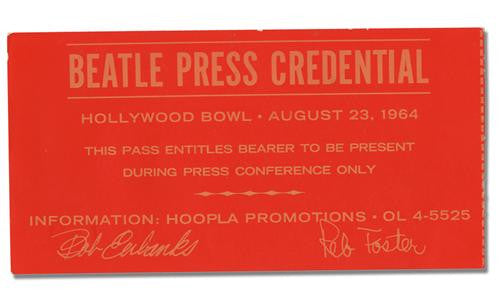 BEATLE PRESS CREDENTIAL
HOLLYWOOD BOWL • AUGUST 23, 1964
THIS PASS ENTITLES BEARER TO BE PRESENT
DURING PRESS CONFERENCE ONLY
INFORMATION: HOOPLA PROMOTIONS • OL 4-5525
Bob Eubanks Reb Foster